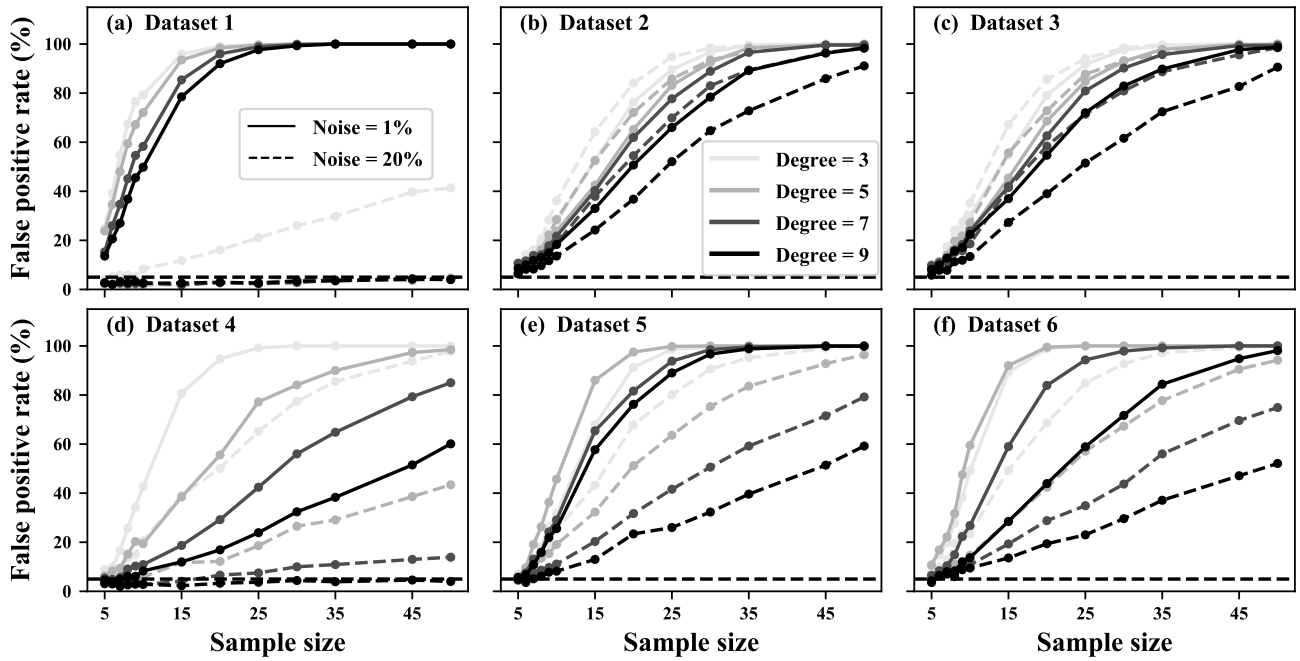 (a) Dataset 1
(b) Dataset 2
(c) Dataset 3
False positive rate (%)
100
80
60
40
20
0
Noise = 1%
Noise = 20%
Degree = 3
Degree = 5
Degree = 7
Degree = 9
(d) Dataset 4
(e) Dataset 5
(f) Dataset 6
False positive rate (%)
100
80
60
40
20
0
5 15 25 35 45
5 15 25 35 45
5 15 25 35 45
Sample size
Sample size
Sample size